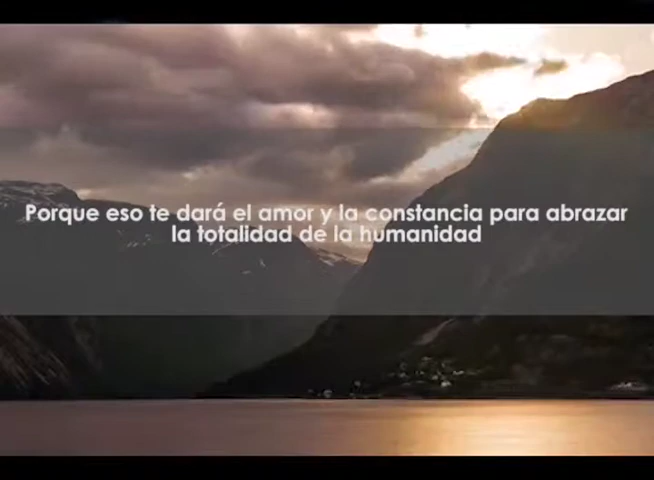 Porque eso te dará el amor y la constancia para abrazar
la totalidad de la humanidad